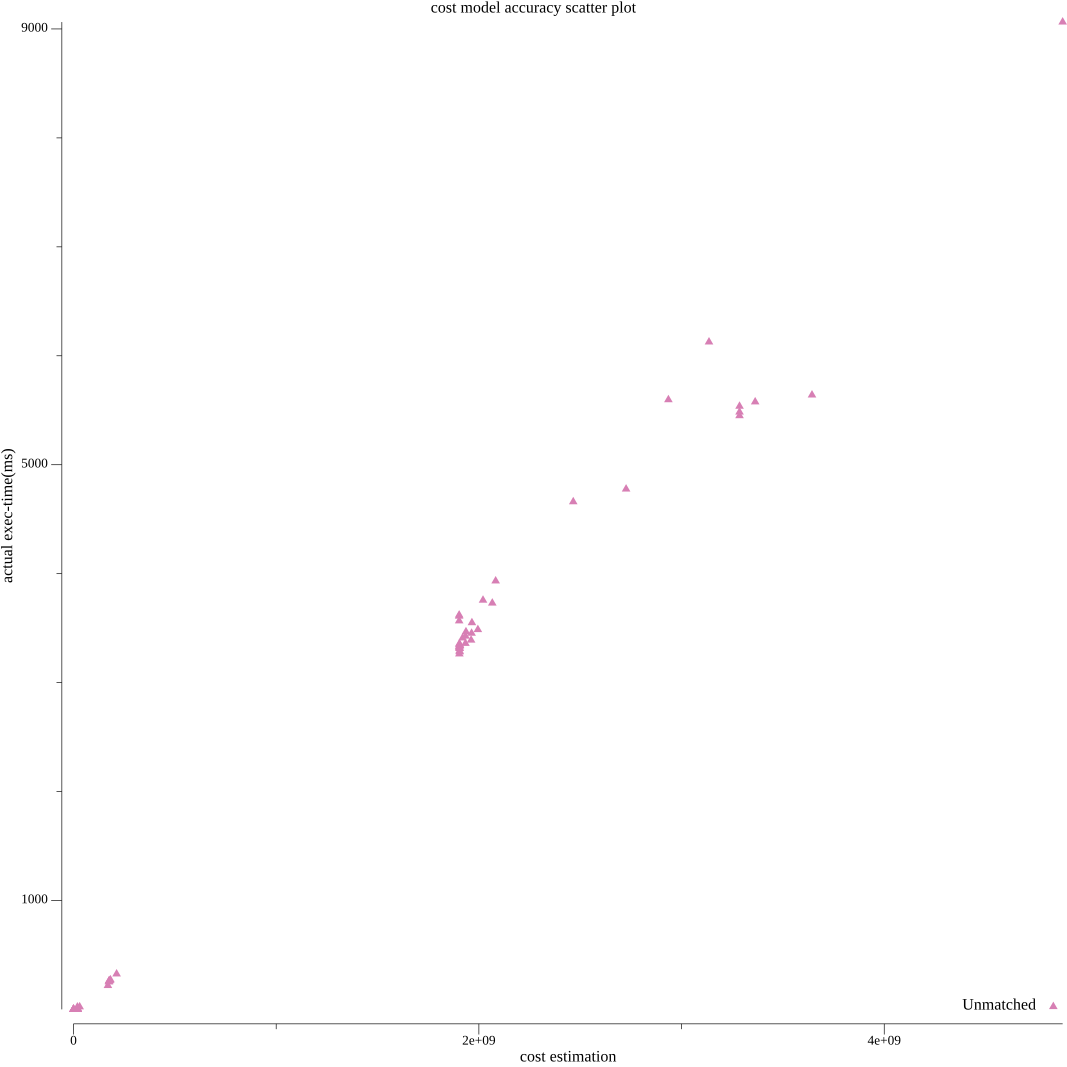 cost model accuracy scatter plot
9000
5000
1000
actual exec-time(ms)
Unmatched
0
2e+09
4e+09
cost estimation